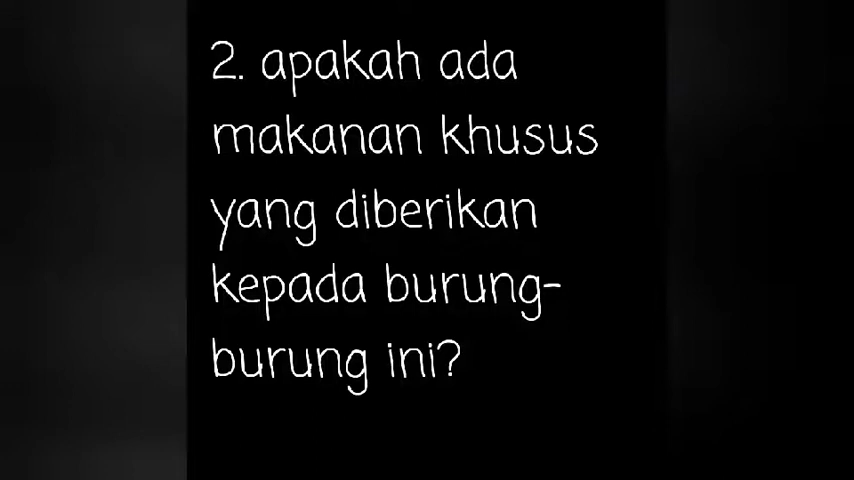 2. apakah ada
makanan khusus
yang diberikan
kepada burung-
burung ini?